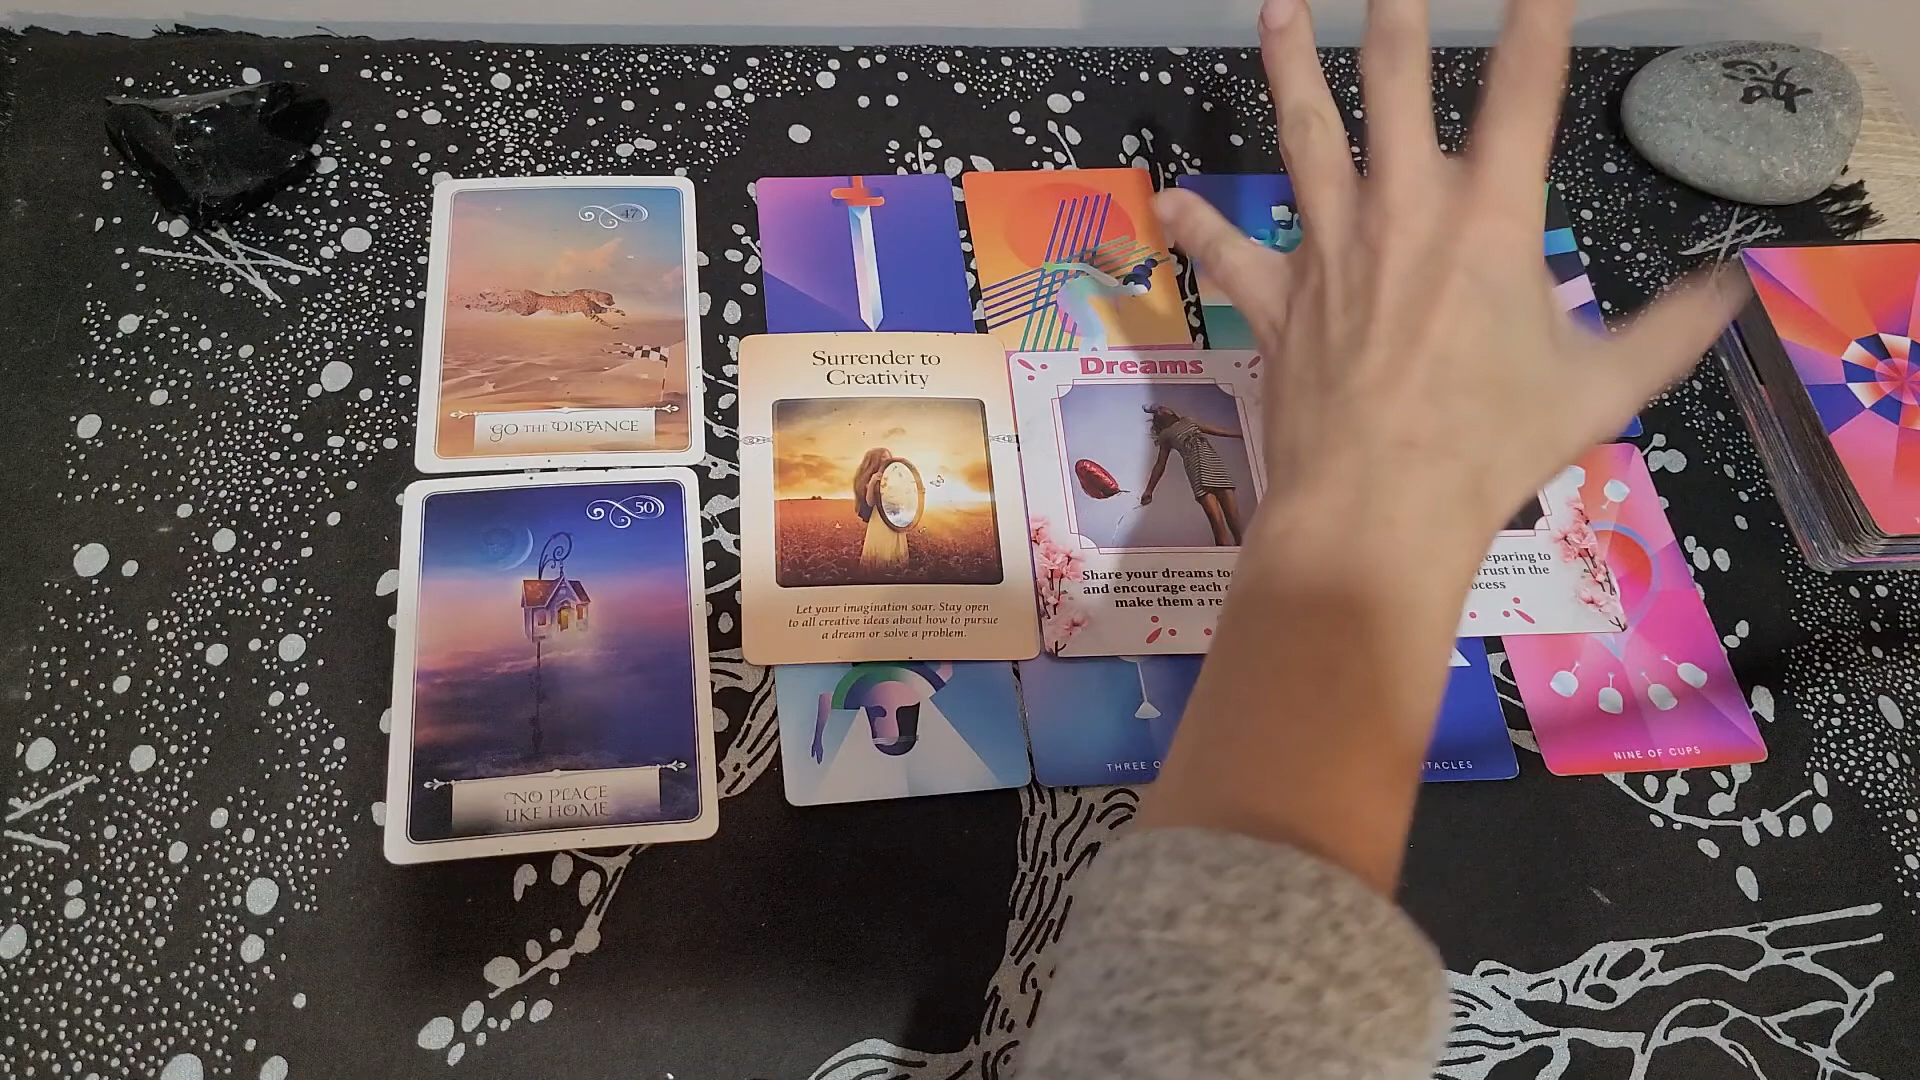 47
GO THE DISTANCE
50
NO PLACE
LIKE HOME
Surrender to
Creativity
Let your imagination soar. Stay open
to all creative ideas about how to pursue
a dream or solve a problem.
Dreams
Share your dreams
and encourage each
make them a
eparing to
Trust in the
ocess
THREE
TACLES
NINE OF CUPS